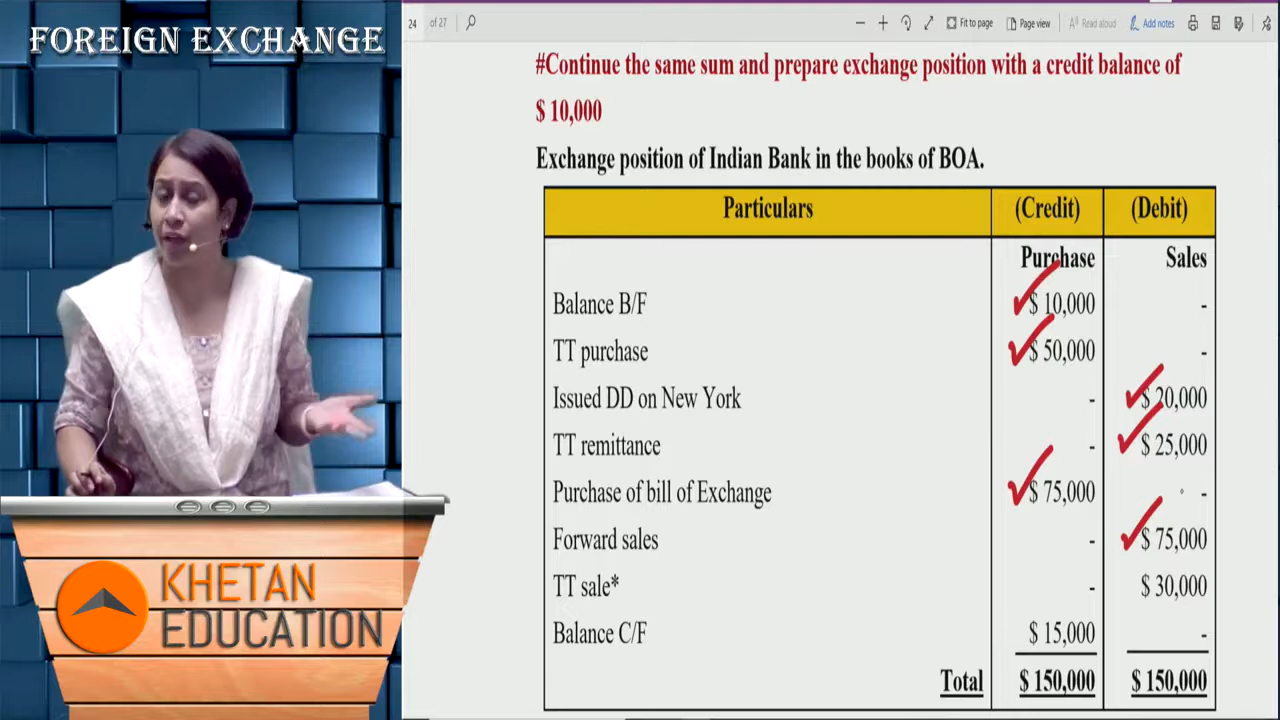 FOREIGN EXCHANGE
24 of 27
Fit to page
Page view
Read aloud
Add notes
#Continue the same sum and prepare exchange position with a credit balance of
$ 10,000
Exchange position of Indian Bank in the books of BOA.
Particulars (Credit) (Debit)
Purchase Sales
Balance B/F $ 10,000 -
TT purchase $ 50,000 -
Issued DD on New York - $ 20,000
TT remittance - $ 25,000
Purchase of bill of Exchange $ 75,000 -
Forward sales - $ 75,000
TT sale* - $ 30,000
Balance C/F $ 15,000 -
Total $ 150,000 $ 150,000
KHETAN
EDUCATION